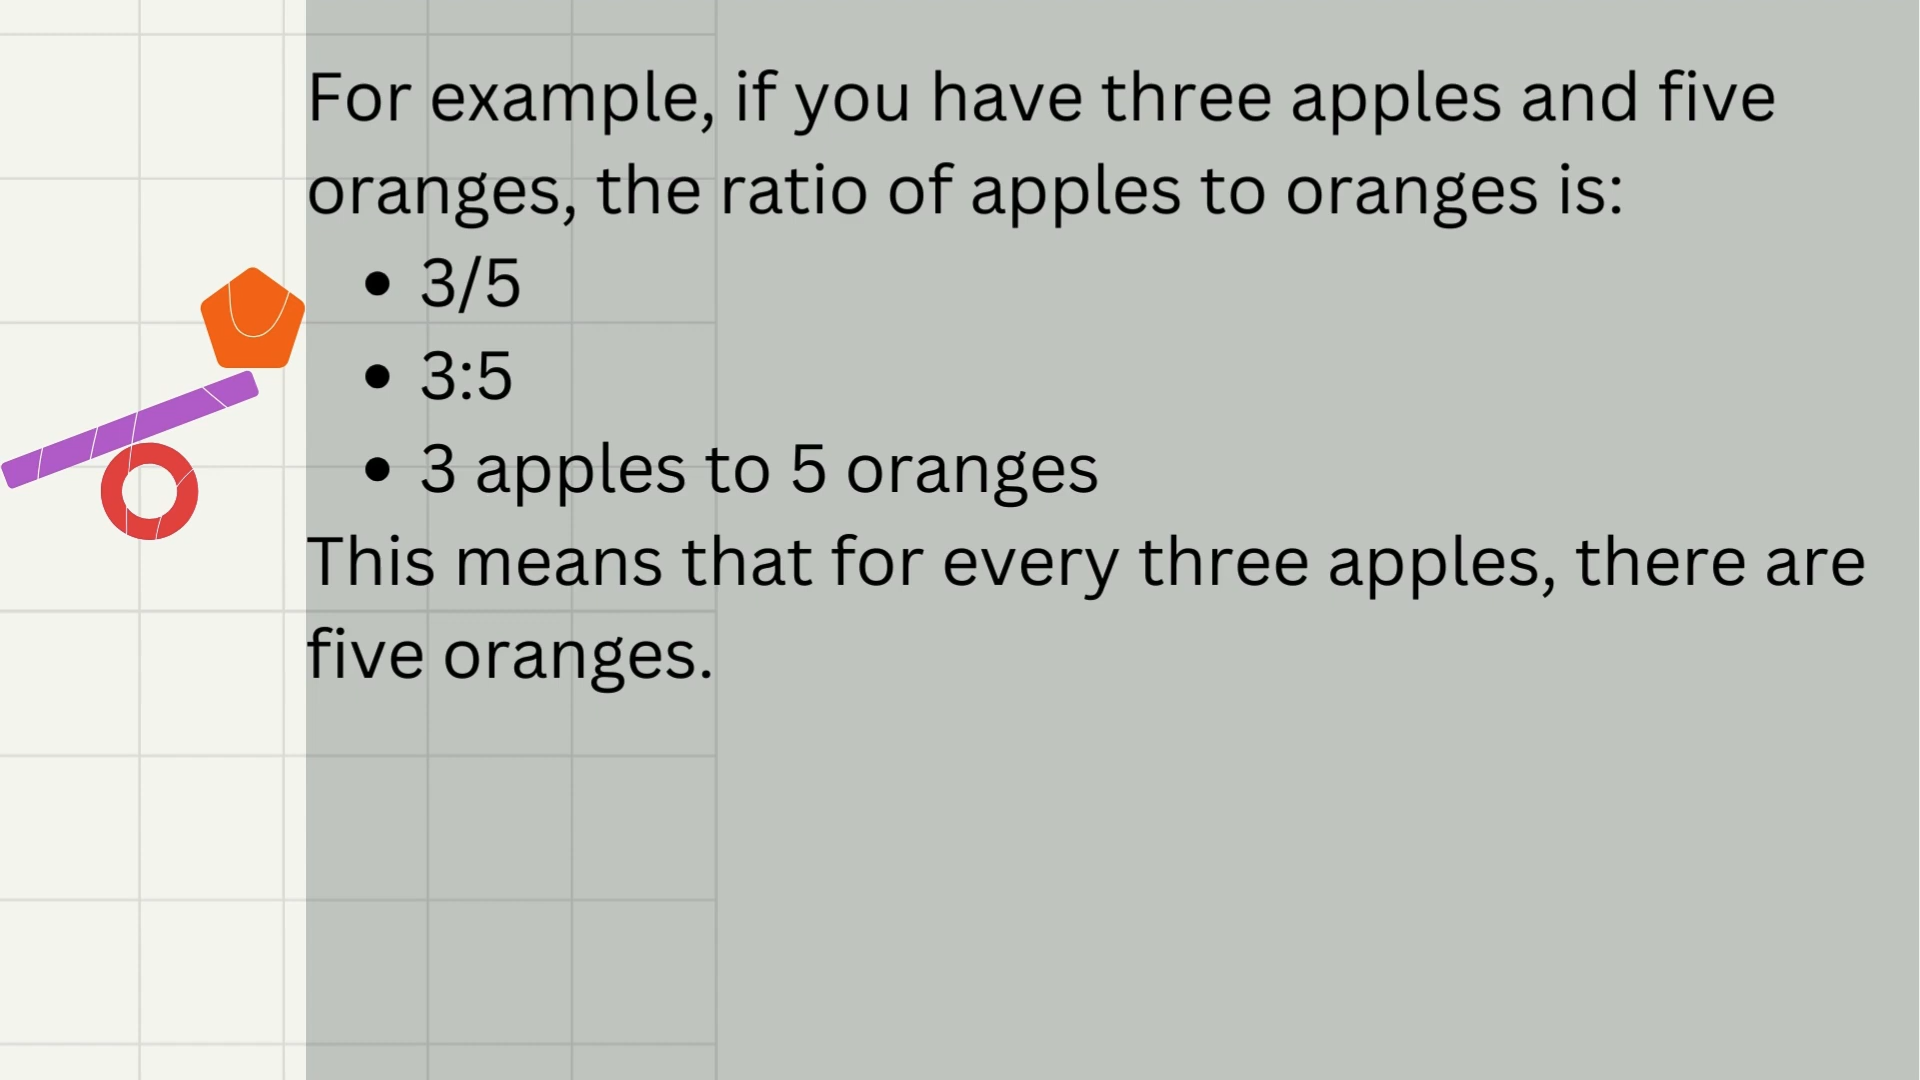 For example, if you have three apples and five
oranges, the ratio of apples to oranges is:
• 3/5
• 3:5
• 3 apples to 5 oranges
This means that for every three apples, there are
five oranges.